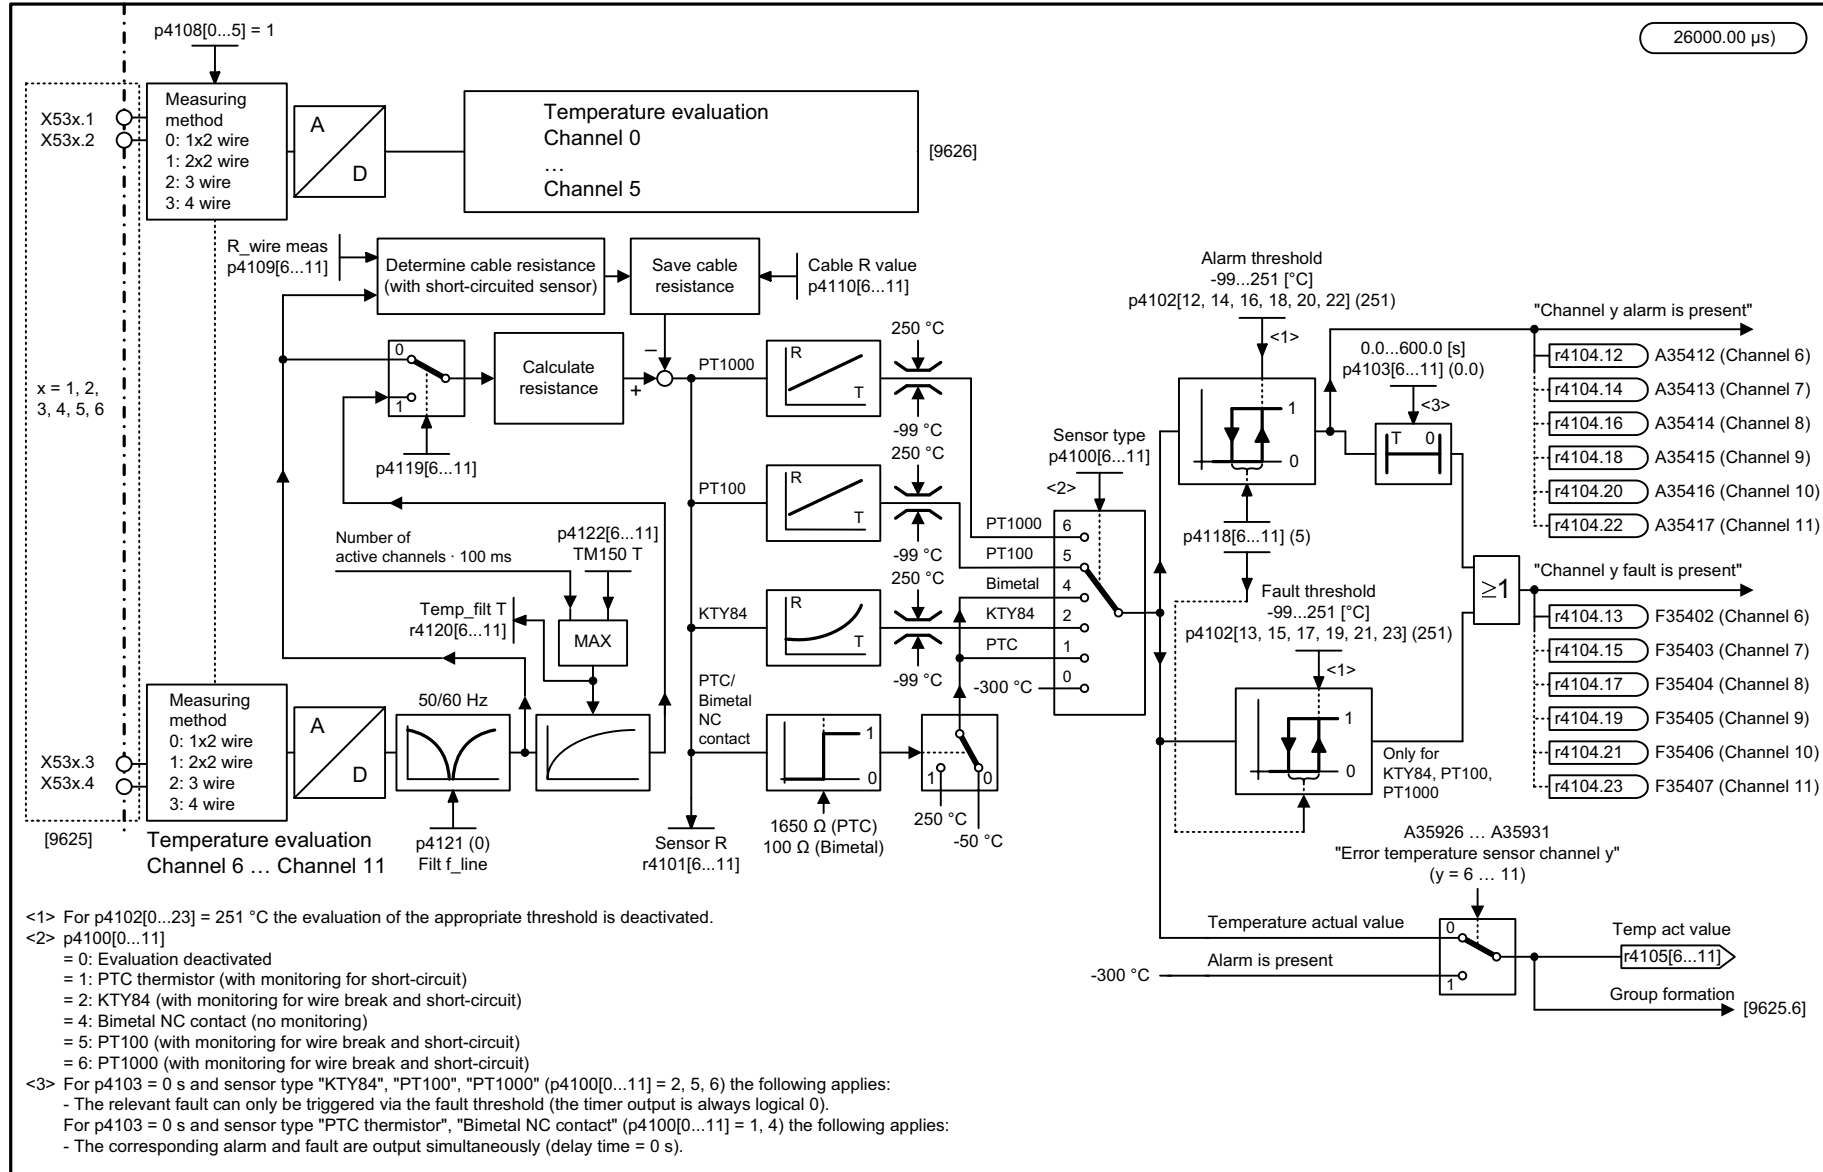 p4108[0...5] = 1
26000.00 µs)
X53x.1
X53x.2
Measuring
method
0: 1x2 wire
1: 2x2 wire
2: 3 wire
3: 4 wire
A
D
Temperature evaluation
Channel 0
...
Channel 5
[9626]
R_wire meas
p4109[6...11]
Determine cable resistance
(with short-circuited sensor)
Save cable
resistance
Cable R value
p4110[6...11]
x = 1, 2,
3, 4, 5, 6
0
1
p4119[6...11]
Calculate
resistance
–
+
PT1000
R
T
250 °C
-99 °C
PT100
R
T
250 °C
-99 °C
KTY84
R
T
250 °C
-99 °C
PTC/
Bimetal
NC
contact
1
0
1650 Ω (PTC)
100 Ω (Bimetal)
1
0
250 °C
-50 °C
Number of
active channels · 100 ms
p4122[6...11]
TM150 T
Temp_filt T
r4120[6...11]
MAX
Measuring
method
0: 1x2 wire
1: 2x2 wire
2: 3 wire
3: 4 wire
A
D
50/60 Hz
X53x.3
X53x.4
[9625]
Temperature evaluation
Channel 6 … Channel 11
p4121 (0)
Filt f_line
Sensor R
r4101[6...11]
Sensor type
p4100[6...11]
<2>
PT1000
6
PT100
5
Bimetal
4
KTY84
2
PTC
1
-300 °C
0
Alarm threshold
-99...251 [°C]
p4102[12, 14, 16, 18, 20, 22] (251)
<1>
1
0
p4118[6...11] (5)
Fault threshold
-99...251 [°C]
p4102[13, 15, 17, 19, 21, 23] (251)
<1>
1
0
Only for
KTY84, PT100,
PT1000
0.0...600.0 [s]
p4103[6...11] (0.0)
<3>
T 0
≥1
"Channel y alarm is present"
r4104.12 A35412 (Channel 6)
r4104.14 A35413 (Channel 7)
r4104.16 A35414 (Channel 8)
r4104.18 A35415 (Channel 9)
r4104.20 A35416 (Channel 10)
r4104.22 A35417 (Channel 11)
"Channel y fault is present"
r4104.13 F35402 (Channel 6)
r4104.15 F35403 (Channel 7)
r4104.17 F35404 (Channel 8)
r4104.19 F35405 (Channel 9)
r4104.21 F35406 (Channel 10)
r4104.23 F35407 (Channel 11)
A35926 … A35931
"Error temperature sensor channel y"
(y = 6 … 11)
Temperature actual value
0
Alarm is present
-300 °C
1
Temp act value
r4105[6...11]
Group formation
[9625.6]
<1> For p4102[0...23] = 251 °C the evaluation of the appropriate threshold is deactivated.
<2> p4100[0...11]
= 0: Evaluation deactivated
= 1: PTC thermistor (with monitoring for short-circuit)
= 2: KTY84 (with monitoring for wire break and short-circuit)
= 4: Bimetal NC contact (no monitoring)
= 5: PT100 (with monitoring for wire break and short-circuit)
= 6: PT1000 (with monitoring for wire break and short-circuit)
<3> For p4103 = 0 s and sensor type "KTY84", "PT100", "PT1000" (p4100[0...11] = 2, 5, 6) the following applies:
- The relevant fault can only be triggered via the fault threshold (the timer output is always logical 0).
For p4103 = 0 s and sensor type "PTC thermistor", "Bimetal NC contact" (p4100[0...11] = 1, 4) the following applies:
- The corresponding alarm and fault are output simultaneously (delay time = 0 s).